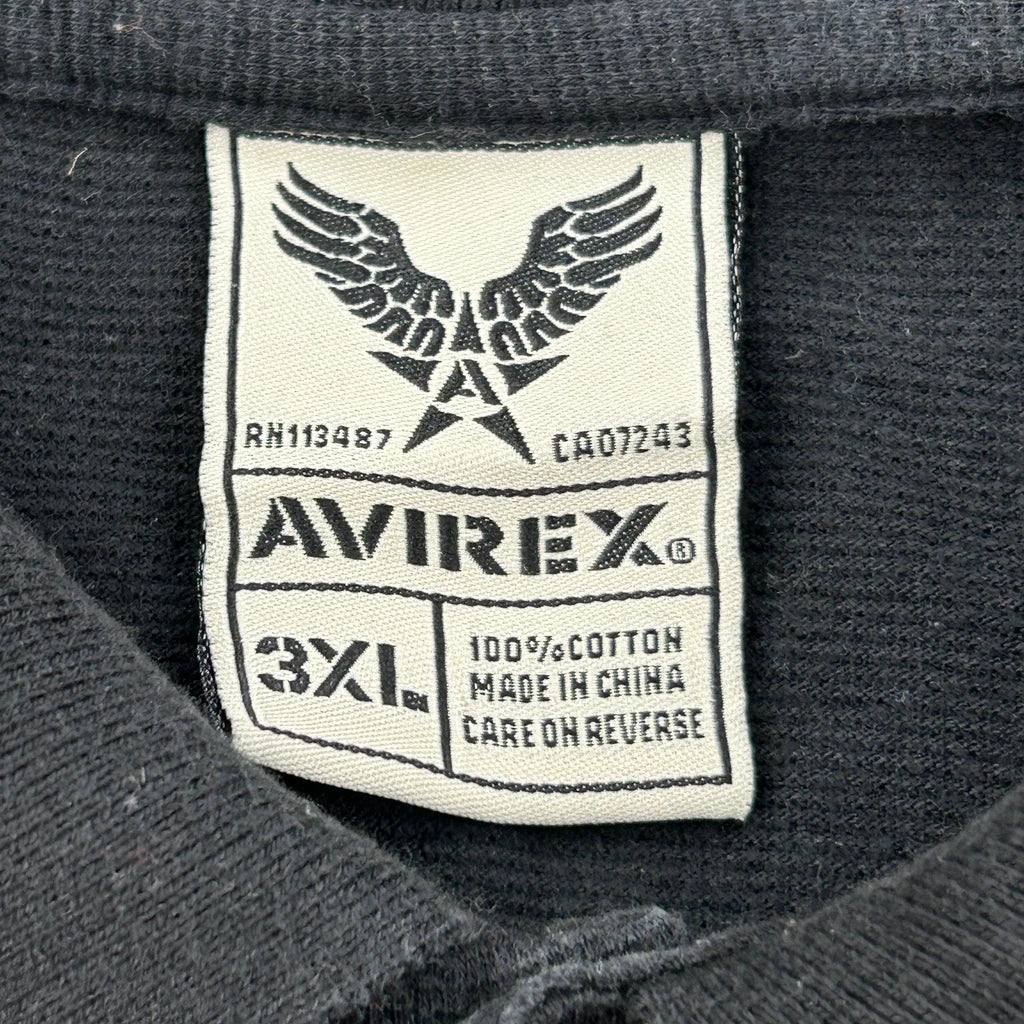 A
RN113487 CA07243
AVIREX®
3XL
100% COTTON
MADE IN CHINA
CARE ON REVERSE